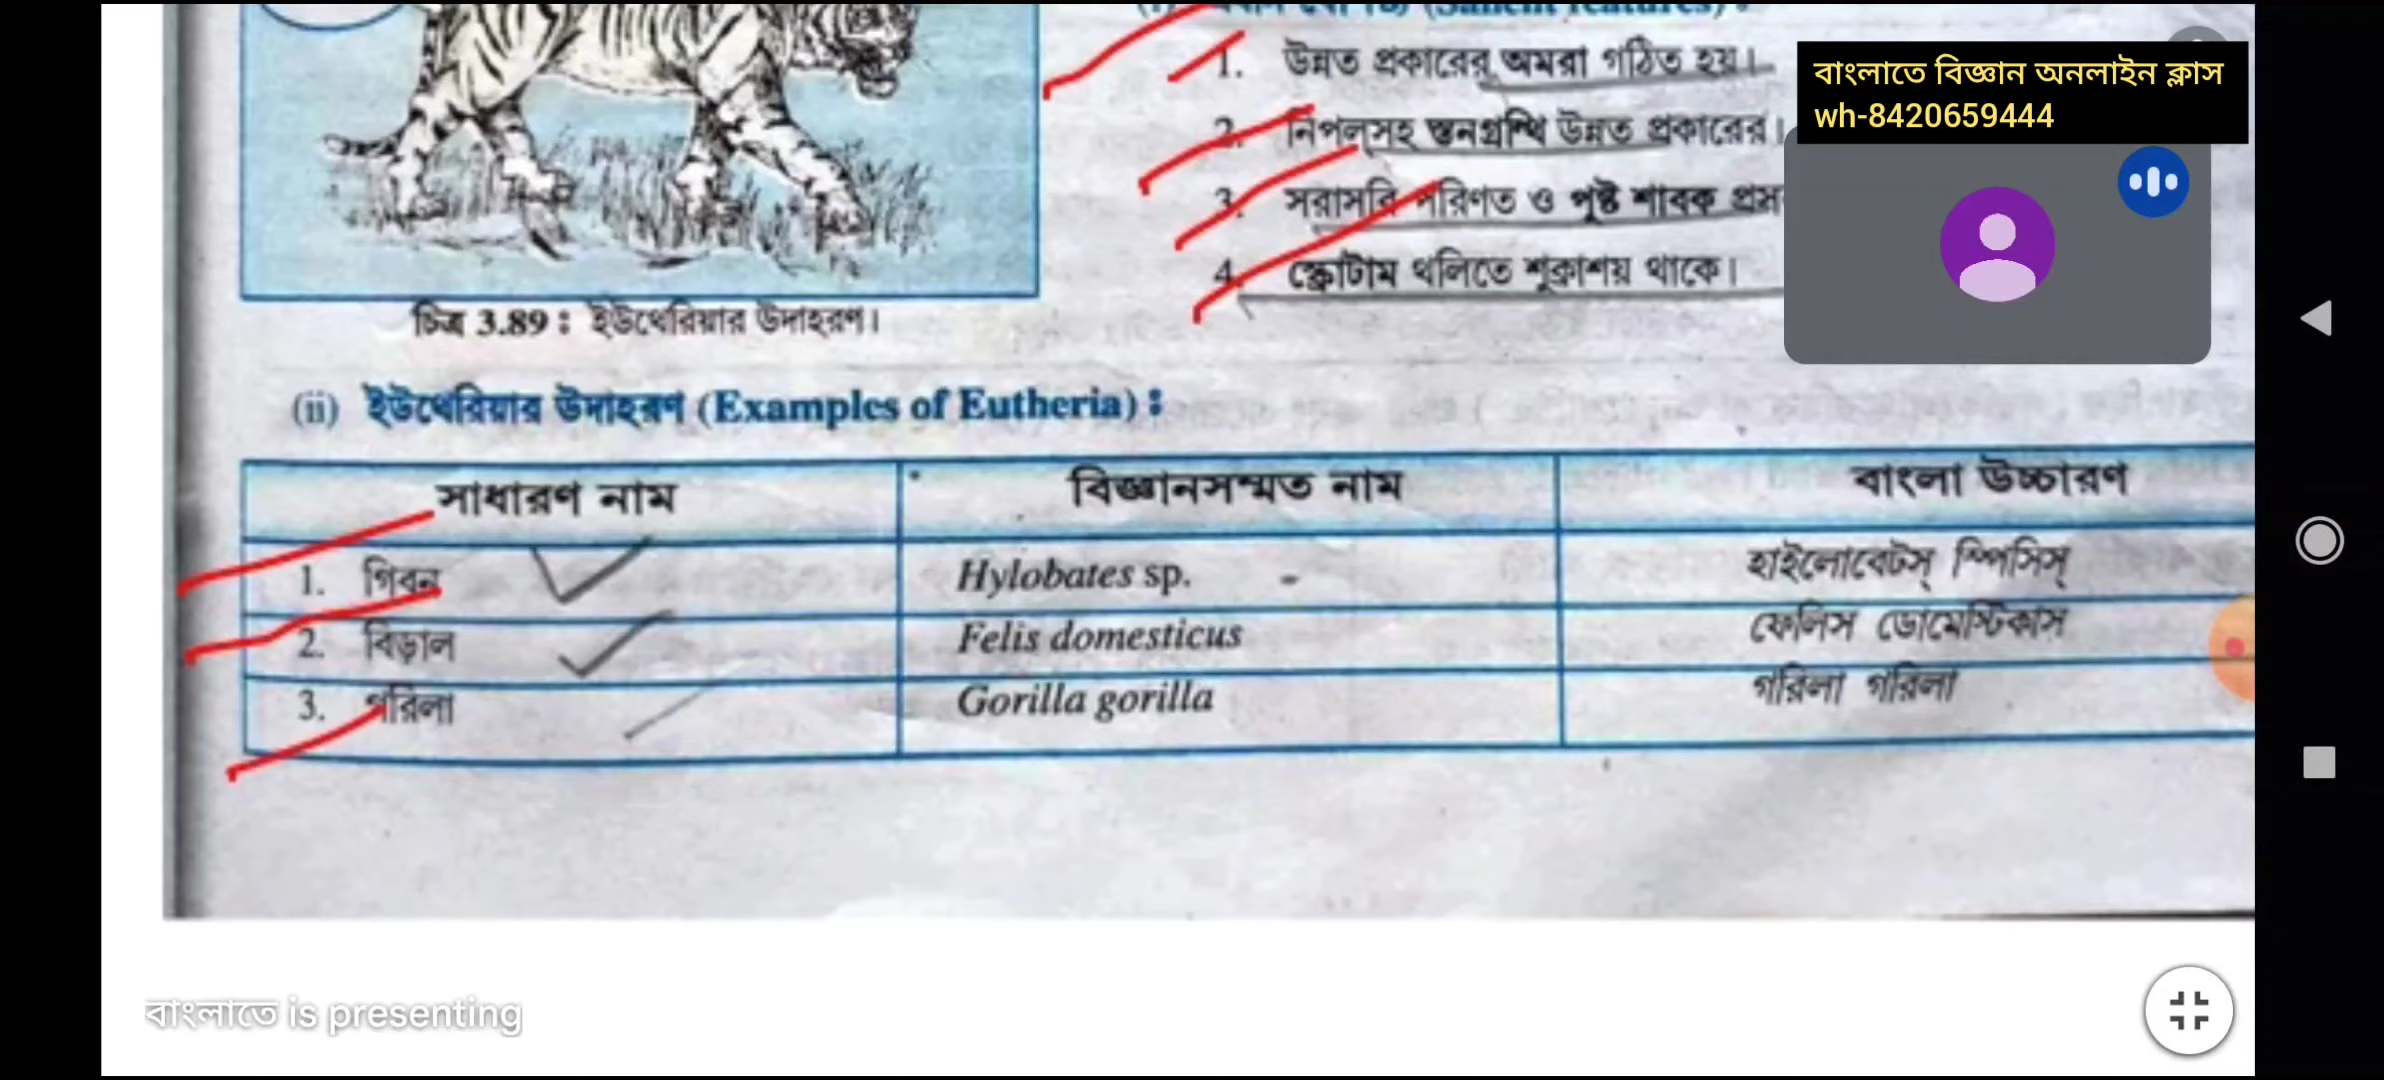 (Salient features) :
1. উন্নত প্রকারের অমরা গঠিত হয়।
2. নিপলসহ স্তনগ্রন্থি উন্নত প্রকারের।
3. সরাসরি পরিণত ও পুষ্ট শাবক প্রস
4. স্ক্রোটাম থলিতে শুক্রাশয় থাকে।
বাংলাতে বিজ্ঞান অনলাইন ক্লাস
wh-8420659444
চিত্র 3.89 : ইউথেরিয়ার উদাহরণ।
(ii) ইউথেরিয়ার উদাহরণ (Examples of Eutheria) :
সাধারণ নাম বিজ্ঞানসম্মত নাম বাংলা উচ্চারণ
1. গিবন Hylobates sp. - হাইলোবেটস্ স্পিসিস্
2. বিড়াল Felis domesticus ফেলিস ডোমেস্টিকাস
3. গরিলা Gorilla gorilla গরিলা গরিলা
বাংলাতে is presenting